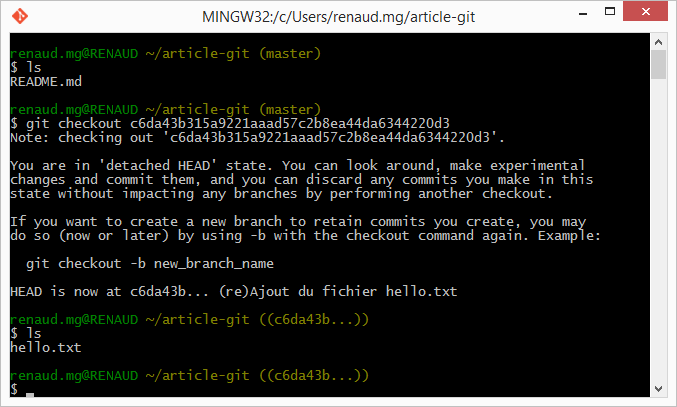 MINGW32:/c/Users/renaud.mg/article-git
renaud.mg@RENAUD ~/article-git (master)
$ ls
README.md
renaud.mg@RENAUD ~/article-git (master)
$ git checkout c6da43b315a9221aaad57c2b8ea44da6344220d3
Note: checking out 'c6da43b315a9221aaad57c2b8ea44da6344220d3'.
You are in 'detached HEAD' state. You can look around, make experimental
changes and commit them, and you can discard any commits you make in this
state without impacting any branches by performing another checkout.
If you want to create a new branch to retain commits you create, you may
do so (now or later) by using -b with the checkout command again. Example:
git checkout -b new_branch_name
HEAD is now at c6da43b... (re)Ajout du fichier hello.txt
renaud.mg@RENAUD ~/article-git ((c6da43b...))
$ ls
hello.txt
renaud.mg@RENAUD ~/article-git ((c6da43b...))
$